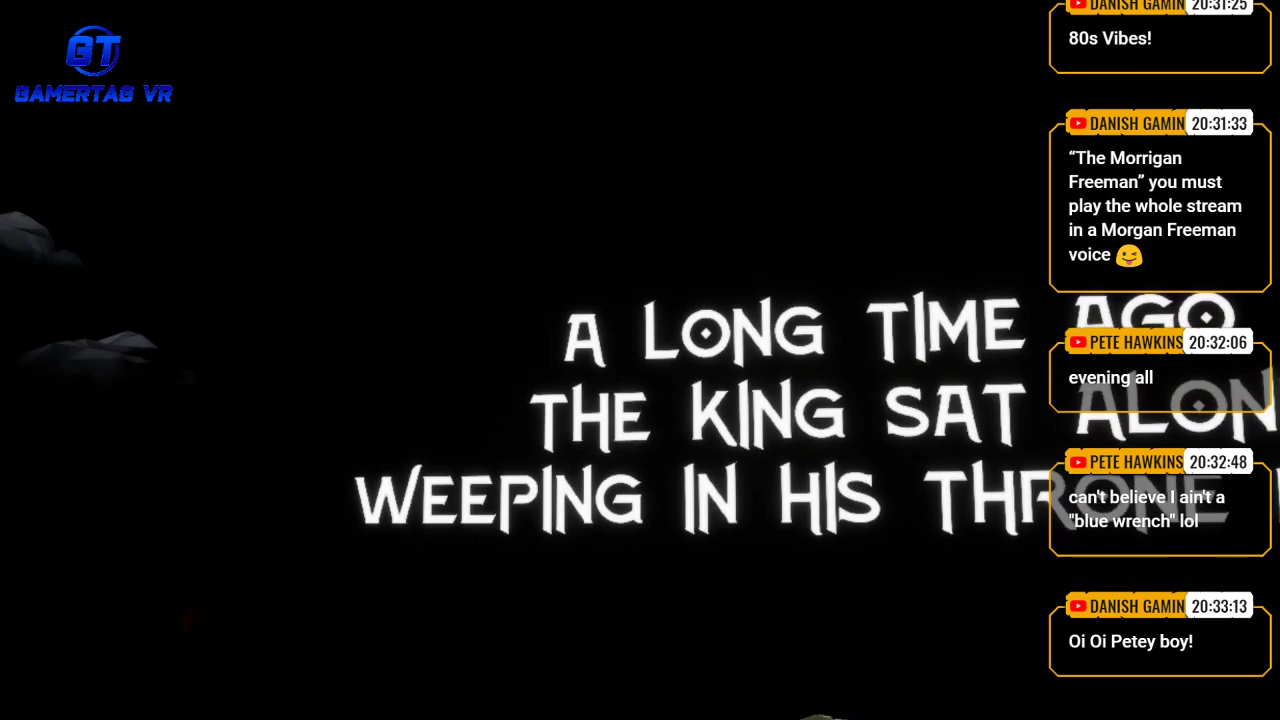 GT
GAMERTAG VR
A LONG TIME AGO
THE KING SAT ALON
WEEPING IN HIS THRONE
DANISH GAMIN 20:31:25
80s Vibes!
DANISH GAMIN 20:31:33
“The Morrigan
Freeman” you must
play the whole stream
in a Morgan Freeman
voice 😜
PETE HAWKINS 20:32:06
evening all
PETE HAWKINS 20:32:48
can't believe I ain't a
"blue wrench" lol
DANISH GAMIN 20:33:13
Oi Oi Petey boy!